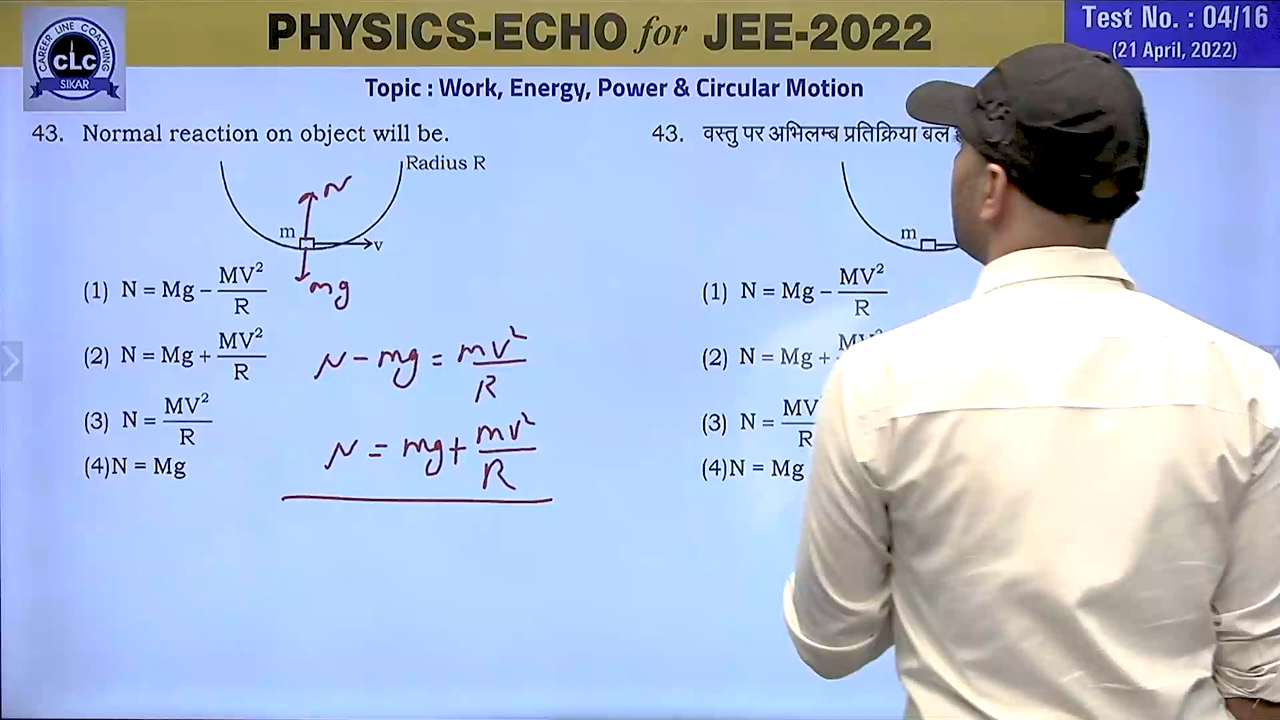 PHYSICS-ECHO for JEE-2022
Test No. : 04/16
(21 April, 2022)
CAREER LINE COACHING
CLC
SIKAR
Topic : Work, Energy, Power & Circular Motion
43. Normal reaction on object will be.
Radius R
N
m
v
mg
(1) N = Mg – MV²/R
(2) N = Mg + MV²/R
(3) N = MV²/R
(4)N = Mg
N – mg = mv²/R
N = mg + mv²/R
43. वस्तु पर अभिलम्ब प्रतिक्रिया बल
m
(1) N = Mg – MV²/R
(2) N = Mg +
(3) N = MV
R
(4)N = Mg